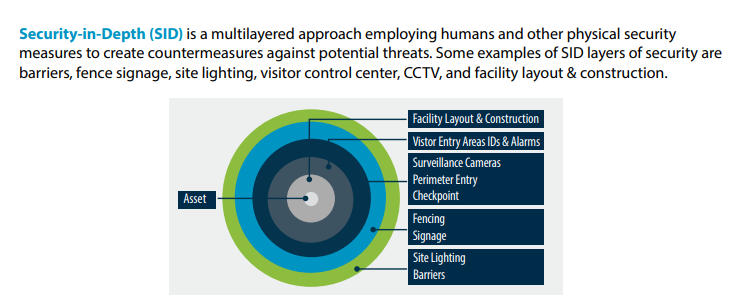 Security-in-Depth (SID) is a multilayered approach employing humans and other physical security
measures to create countermeasures against potential threats. Some examples of SID layers of security are
barriers, fence signage, site lighting, visitor control center, CCTV, and facility layout & construction.
Facility Layout & Construction
Vistor Entry Areas IDs & Alarms
Surveillance Cameras
Perimeter Entry
Checkpoint
Asset
Fencing
Signage
Site Lighting
Barriers